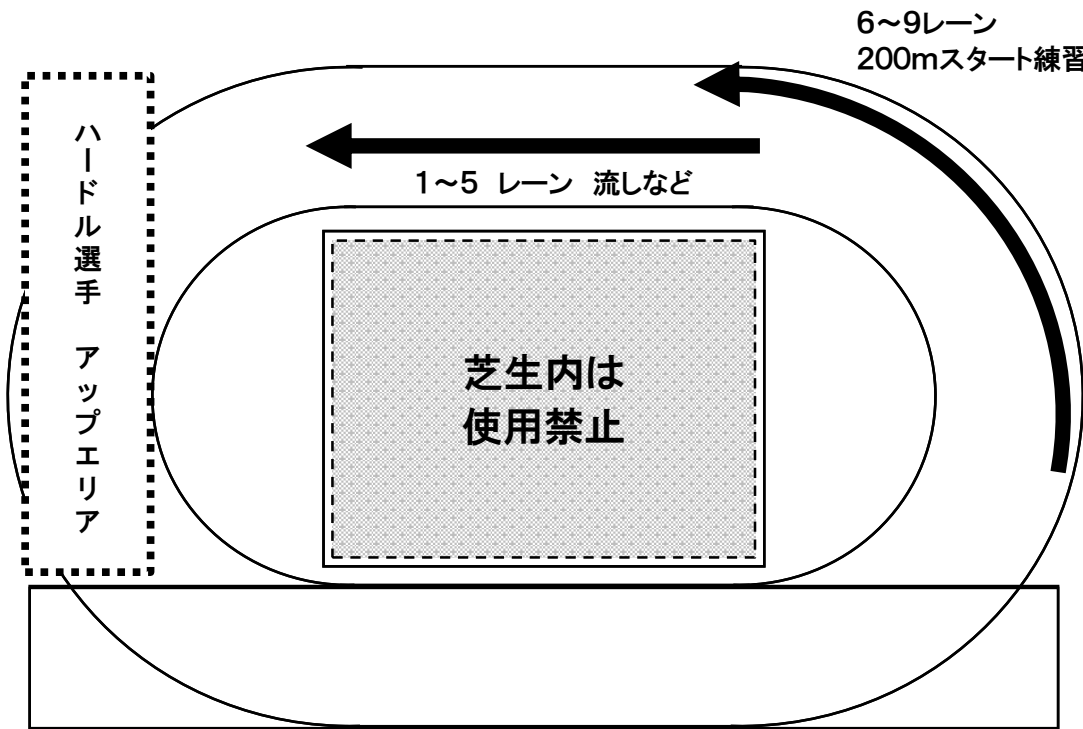 6～9レーン
200mスタート練習
1～5 レーン 流しなど
ハードル選手 アップエリア
芝生内は
使用禁止